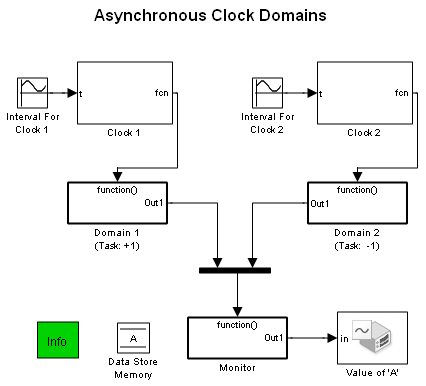 Asynchronous Clock Domains
t
fcn
Interval For
Clock 1
Clock 1
t
fcn
Interval For
Clock 2
Clock 2
function()
Out1
Domain 1
(Task: +1)
function()
Out1
Domain 2
(Task: -1)
Info
A
Data Store
Memory
function()
Out1
Monitor
in
Value of 'A'